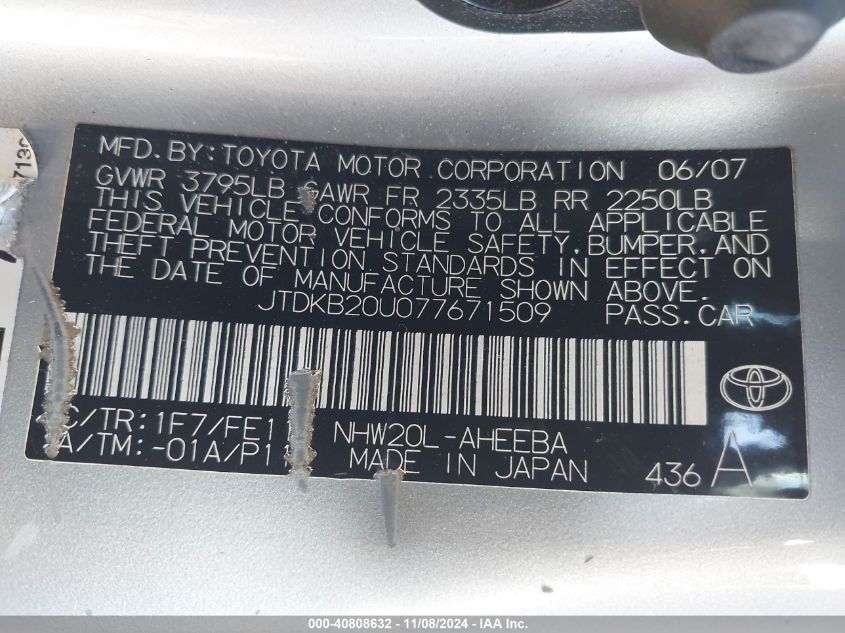 MFD.BY:TOYOTA MOTOR CORPORATION 06/07
GVWR 3795LB GAWR FR 2335LB RR 2250LB
THIS VEHICLE CONFORMS TO ALL APPLICABLE
FEDERAL MOTOR VEHICLE SAFETY,BUMPER,AND
THEFT PREVENTION STANDARDS IN EFFECT ON
THE DATE OF MANUFACTURE SHOWN ABOVE.
JTDKB20U077671509 PASS.CAR
C/TR:1F7/FE1 NHW20L-AHEEBA
A/TM:-01A/P11 MADE IN JAPAN 436 A
000-40808632 - 11/08/2024 - IAA Inc.